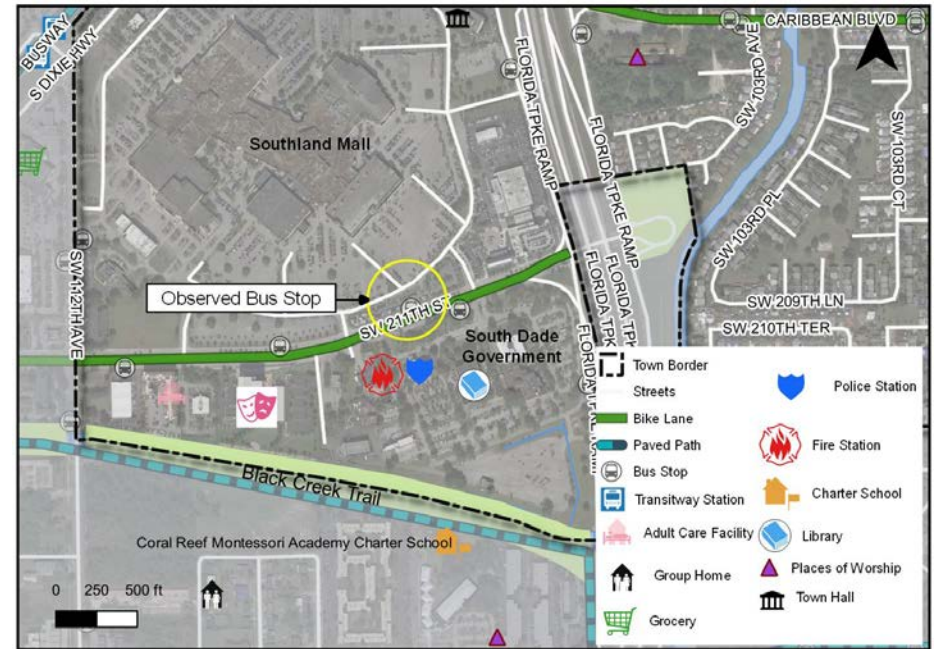 CARIBBEAN BLVD
BUSWAY
S DIXIE HWY
FLORIDA TPKE RAMP
FLORIDA TPKE RAMP
SW 103RD AVE
Southland Mall
SW 103RD CT
SW 103RD PL
SW 112TH AVE
Observed Bus Stop
SW 211TH ST
FLORIDA TPKE RAMP
SW 209TH LN
SW 210TH TER
South Dade
Government
Black Creek Trail
Coral Reef Montessori Academy Charter School
0 250 500 ft
Town Border
Streets
Bike Lane
Paved Path
Bus Stop
Transitway Station
Adult Care Facility
Group Home
Grocery
Police Station
Fire Station
Charter School
Library
Places of Worship
Town Hall